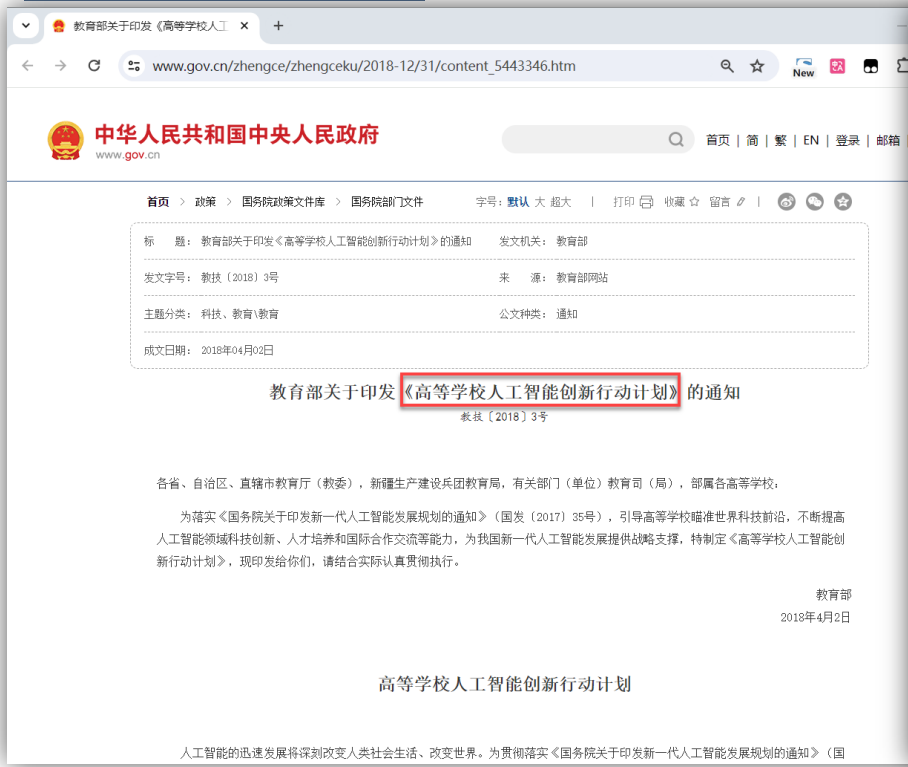 教育部关于印发《高等学校人工
www.gov.cn/zhengce/zhengceku/2018-12/31/content_5443346.htm
New
中华人民共和国中央人民政府
www.gov.cn
首页 | 简 | 繁 | EN | 登录 | 邮箱
首页 > 政策 > 国务院政策文件库 > 国务院部门文件 字号：默认 大 超大 | 打印 收藏 留言 |
标 题： 教育部关于印发《高等学校人工智能创新行动计划》的通知 发文机关： 教育部
发文字号： 教技〔2018〕3号 来 源： 教育部网站
主题分类： 科技、教育\教育 公文种类： 通知
成文日期： 2018年04月02日
教育部关于印发《高等学校人工智能创新行动计划》的通知
教技〔2018〕3号
各省、自治区、直辖市教育厅（教委），新疆生产建设兵团教育局，有关部门（单位）教育司（局），部属各高等学校：
为落实《国务院关于印发新一代人工智能发展规划的通知》（国发〔2017〕35号），引导高等学校瞄准世界科技前沿，不断提高
人工智能领域科技创新、人才培养和国际合作交流等能力，为我国新一代人工智能发展提供战略支撑，特制定《高等学校人工智能创
新行动计划》，现印发给你们，请结合实际认真贯彻执行。
教育部
2018年4月2日
高等学校人工智能创新行动计划
人工智能的迅速发展将深刻改变人类社会生活、改变世界。为贯彻落实《国务院关于印发新一代人工智能发展规划的通知》（国